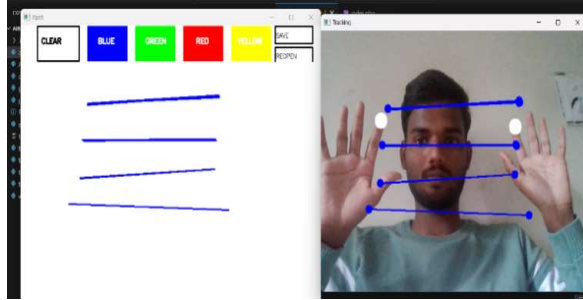 Paint
Tracking
CLEAR
BLUE
GREEN
RED
YELLOW
SAVE
REOPEN